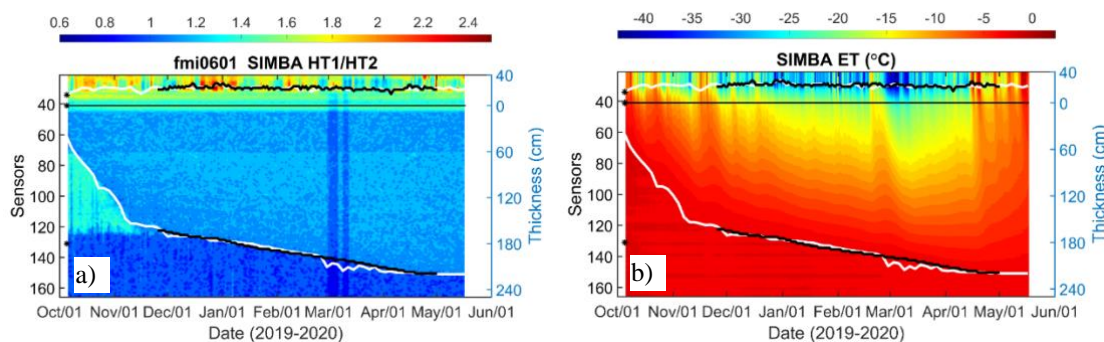 0.6 0.8 1 1.2 1.4 1.6 1.8 2 2.2 2.4
fmi0601 SIMBA HT1/HT2
40
60
80
100
120
140
160
Sensors
40
0
60
120
180
240
Thickness (cm)
a)
Oct/01 Nov/01 Dec/01 Jan/01 Feb/01 Mar/01 Apr/01 May/01 Jun/01
Date (2019-2020)
-40 -35 -30 -25 -20 -15 -10 -5 0
SIMBA ET (°C)
40
60
80
100
120
140
160
Sensors
40
0
60
120
180
240
Thickness (cm)
b)
Oct/01 Nov/01 Dec/01 Jan/01 Feb/01 Mar/01 Apr/01 May/01 Jun/01
Date (2019-2020)